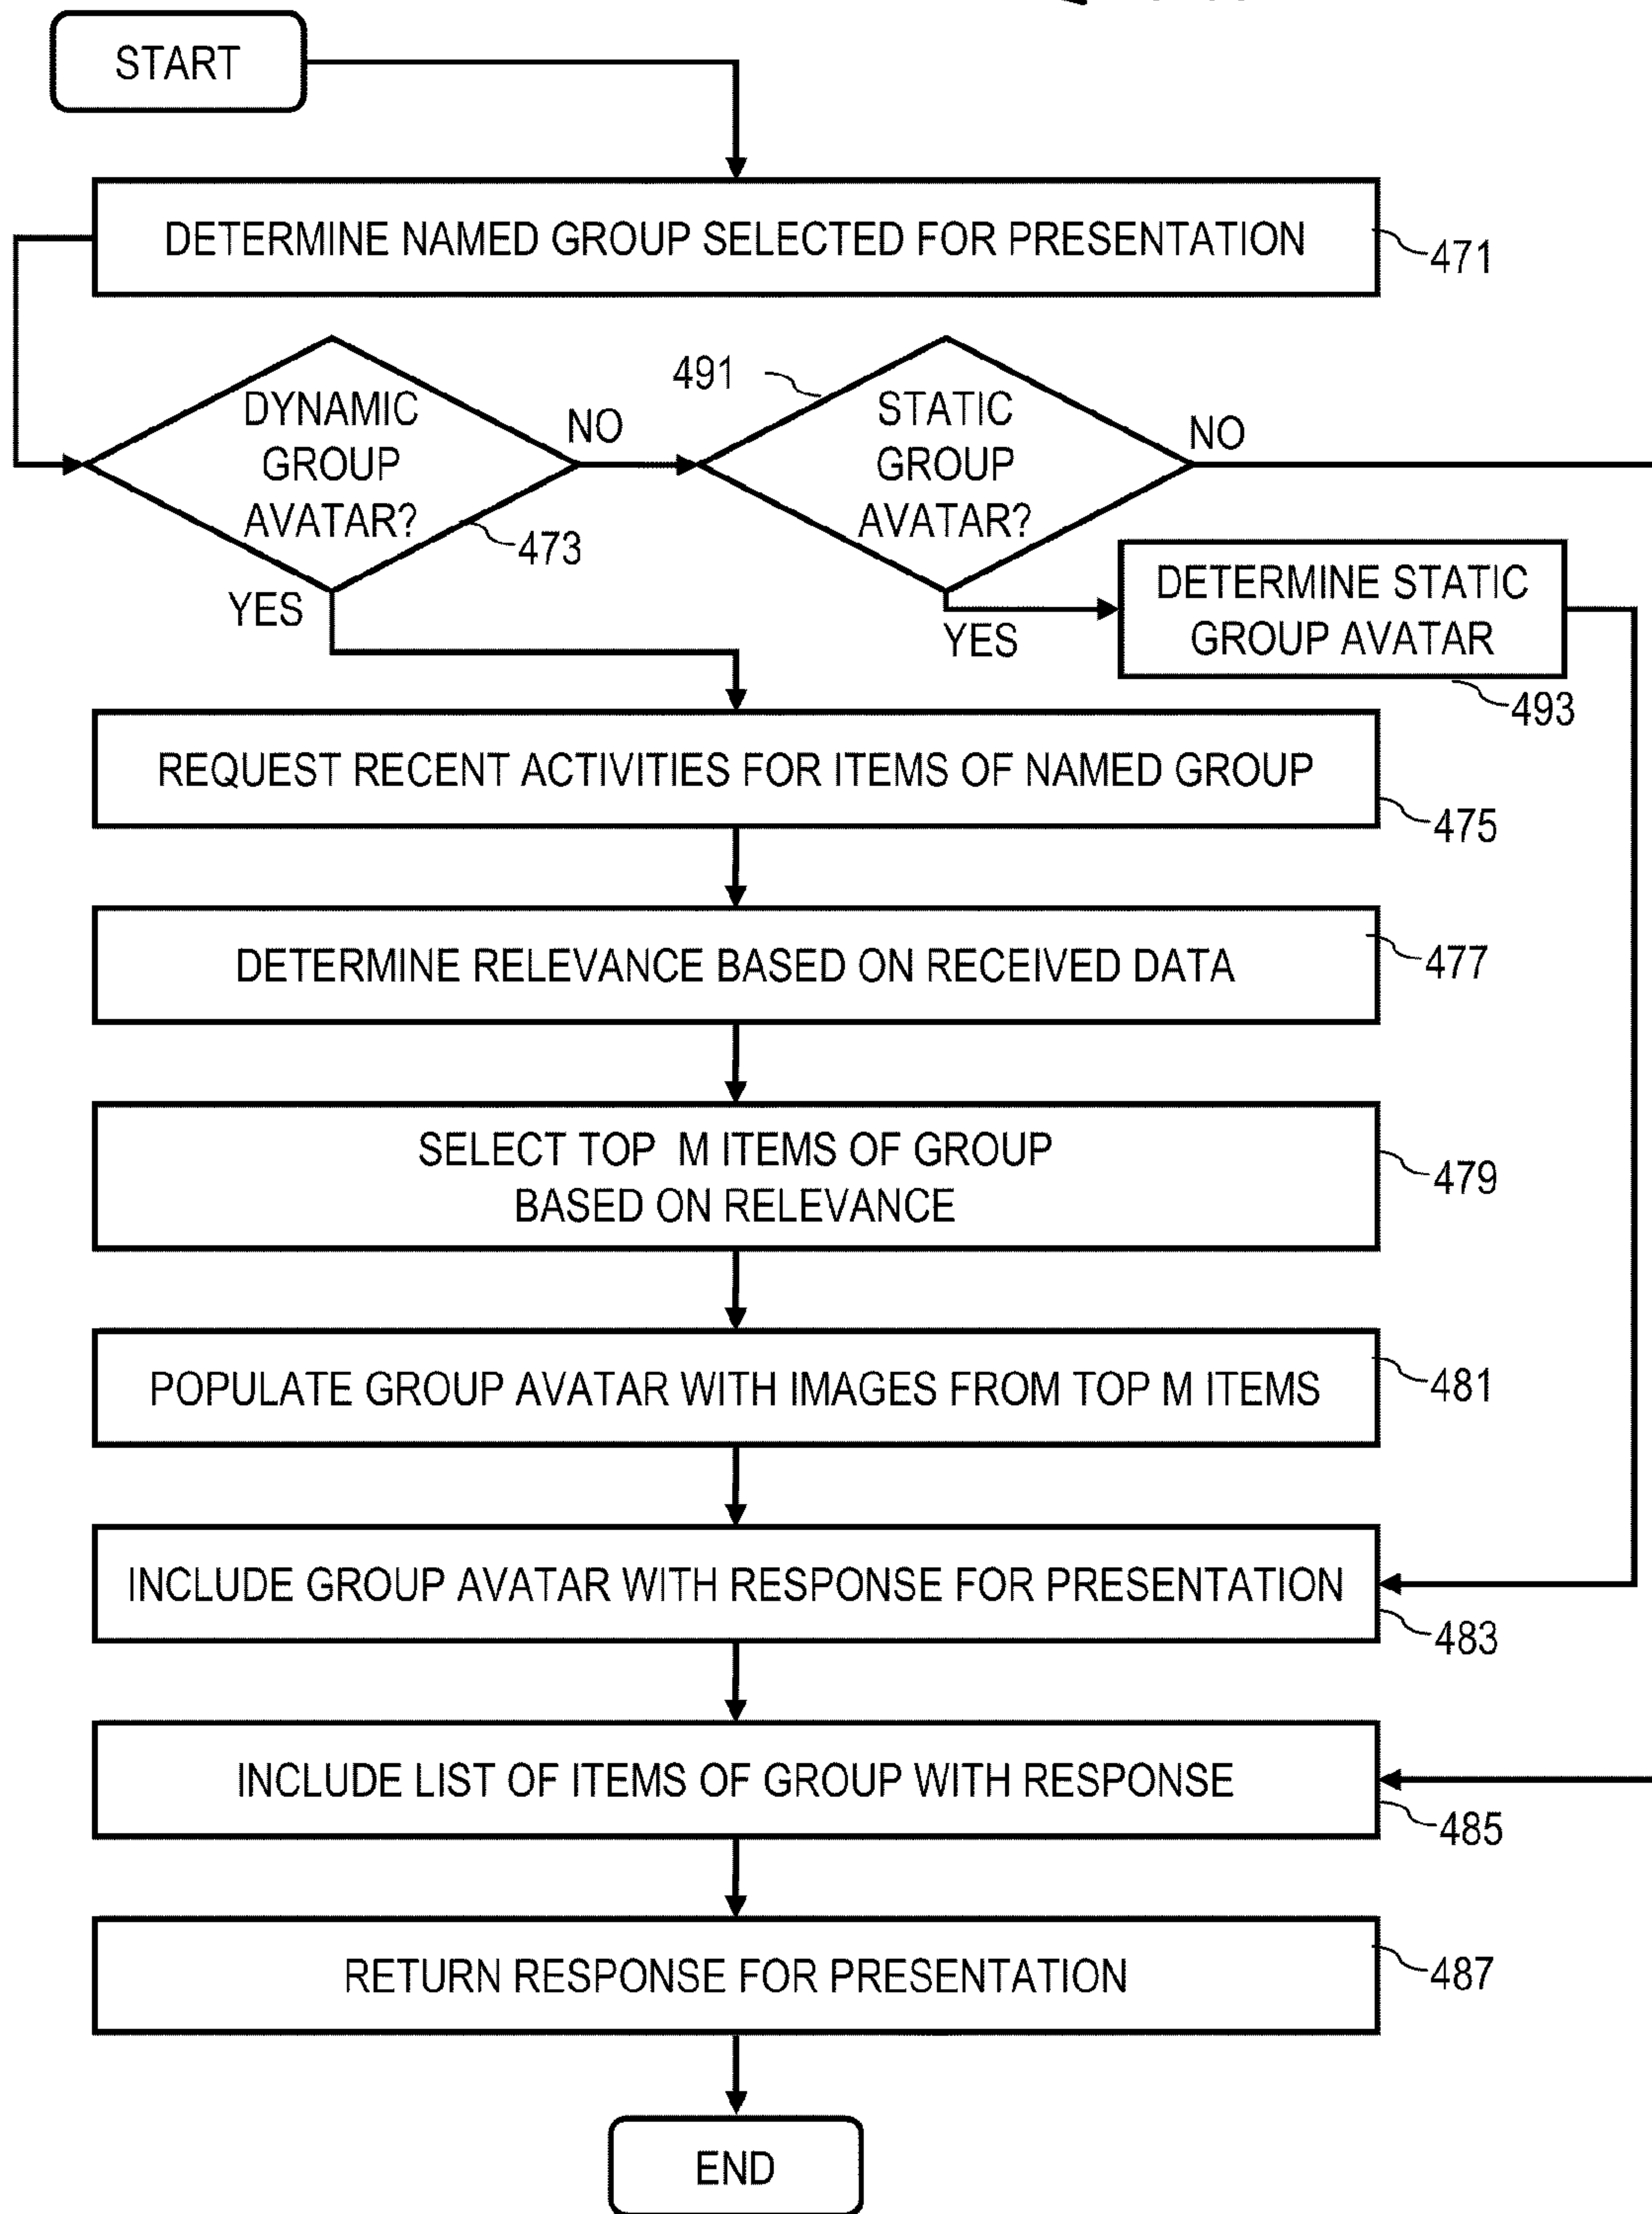 START
DETERMINE NAMED GROUP SELECTED FOR PRESENTATION
471
DYNAMIC
GROUP
AVATAR?
473
NO
YES
491
STATIC
GROUP
AVATAR?
NO
YES
DETERMINE STATIC
GROUP AVATAR
493
REQUEST RECENT ACTIVITIES FOR ITEMS OF NAMED GROUP
475
DETERMINE RELEVANCE BASED ON RECEIVED DATA
477
SELECT TOP M ITEMS OF GROUP
BASED ON RELEVANCE
479
POPULATE GROUP AVATAR WITH IMAGES FROM TOP M ITEMS
481
INCLUDE GROUP AVATAR WITH RESPONSE FOR PRESENTATION
483
INCLUDE LIST OF ITEMS OF GROUP WITH RESPONSE
485
RETURN RESPONSE FOR PRESENTATION
487
END